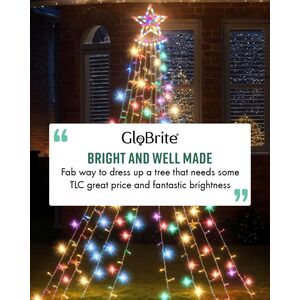 “
GloBrite®
BRIGHT AND WELL MADE
Fab way to dress up a tree that needs some
TLC great price and fantastic brightness
”